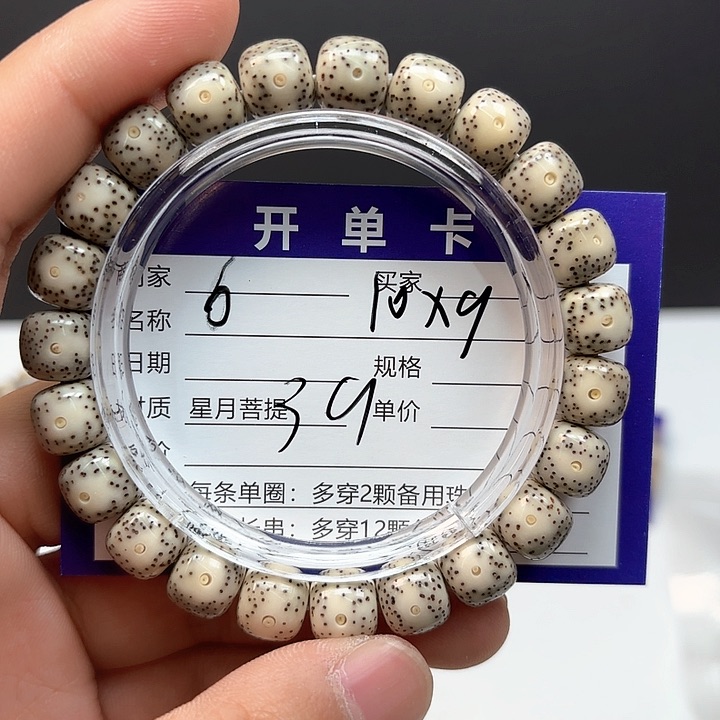 开单卡
家 6 买家 10x9
名称
日期 规格
质 星月菩提 39 单价
价
每条单圈：多穿2颗备用珠
长串：多穿12颗